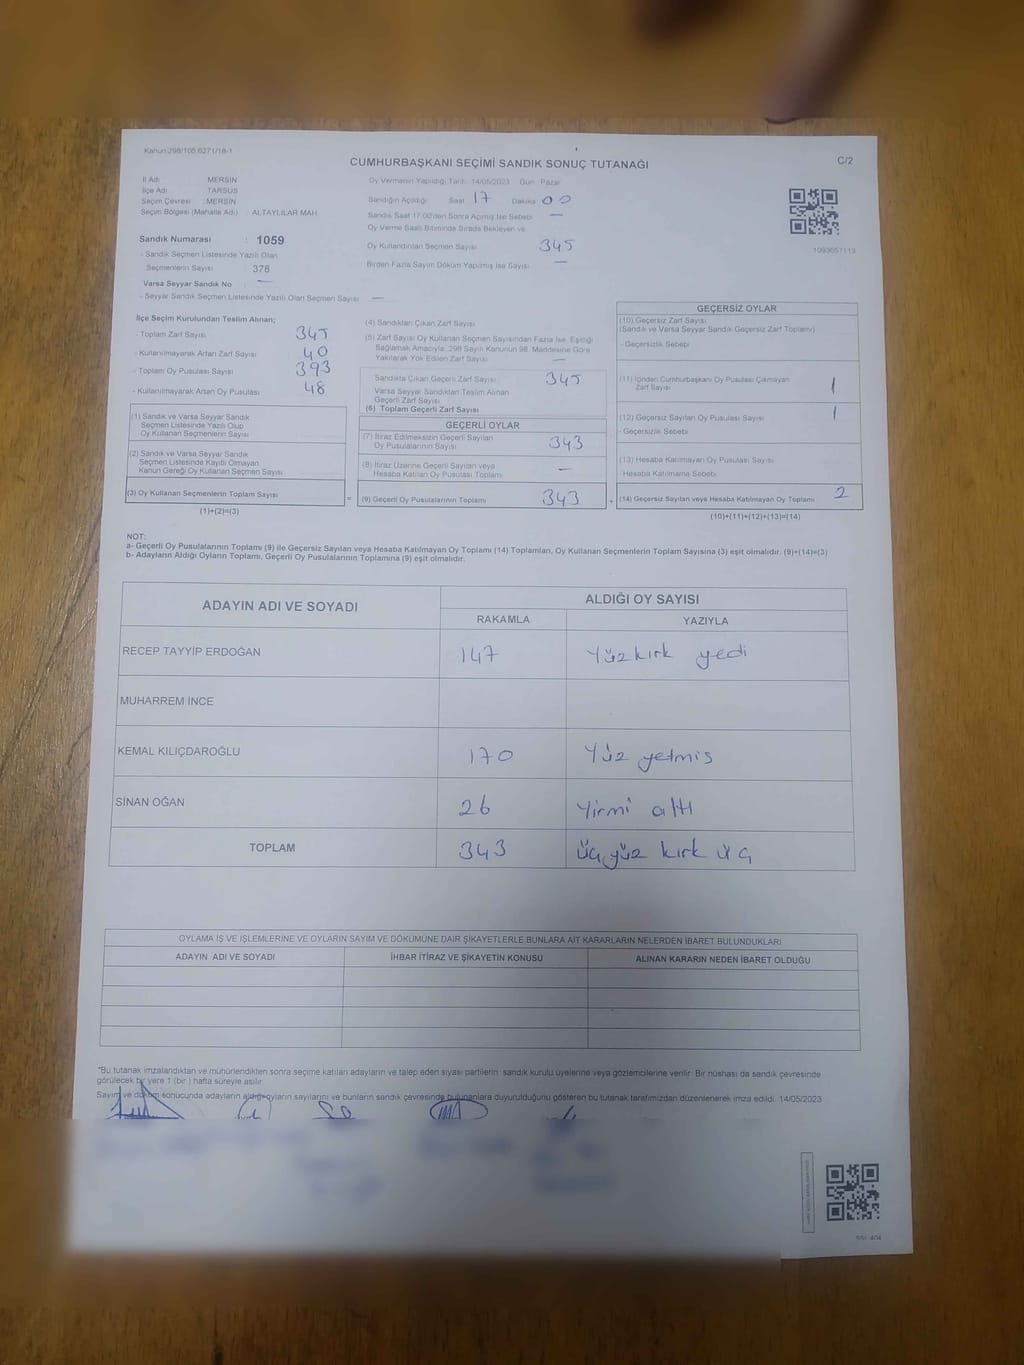 Kanun:298/105,6271/18-1
CUMHURBAŞKANI SEÇİMİ SANDIK SONUÇ TUTANAĞI
C/2
İl Adı : MERSİN
İlçe Adı : TARSUS
Seçim Çevresi : MERSİN
Seçim Bölgesi (Mahalle Adı) : ALTAYLILAR MAH.
Sandık Numarası : 1059
- Sandık Seçmen Listesinde Yazılı Olan
Seçmenlerin Sayısı : 378
Varsa Seyyar Sandık No : —
- Seyyar Sandık Seçmen Listesinde Yazılı Olan Seçmen Sayısı : —
Oy Vermenin Yapıldığı Tarih: 14/05/2023 Gün: Pazar
Sandığın Açıldığı Saat 17 Dakika 00
Sandık Saat 17.00'den Sonra Açılmış İse Sebebi —
Oy Verme Saati Bitiminde Sırada Bekleyen ve
Oy Kullandırılan Seçmen Sayısı 345
Birden Fazla Sayım Döküm Yapılmış İse Sayısı —
1093057113
İlçe Seçim Kurulundan Teslim Alınan;
- Toplam Zarf Sayısı 345
- Kullanılmayarak Artan Zarf Sayısı 40
- Toplam Oy Pusulası Sayısı 393
- Kullanılmayarak Artan Oy Pusulası 48
(1) Sandık ve Varsa Seyyar Sandık
Seçmen Listesinde Yazılı Olup
Oy Kullanan Seçmenlerin Sayısı
(2) Sandık ve Varsa Seyyar Sandık
Seçmen Listesinde Kayıtlı Olmayan
Kanun Gereği Oy Kullanan Seçmen Sayısı
(3) Oy Kullanan Seçmenlerin Toplam Sayısı =
(1)+(2)=(3)
(4) Sandıktan Çıkan Zarf Sayısı
(5) Zarf Sayısı Oy Kullanan Seçmen Sayısından Fazla İse, Eşitliği
Sağlamak Amacıyla; 298 Sayılı Kanunun 98. Maddesine Göre
Yakılarak Yok Edilen Zarf Sayısı —
Sandıkta Çıkan Geçerli Zarf Sayısı 345
Varsa Seyyar Sandıktan Teslim Alınan
Geçerli Zarf Sayısı
(6) Toplam Geçerli Zarf Sayısı
GEÇERLİ OYLAR
(7) İtiraz Edilmeksizin Geçerli Sayılan
Oy Pusulalarının Sayısı 343
(8) İtiraz Üzerine Geçerli Sayılan veya
Hesaba Katılan Oy Pusulası Toplamı —
(9) Geçerli Oy Pusulalarının Toplamı 343 +
GEÇERSİZ OYLAR
(10) Geçersiz Zarf Sayısı
(Sandık ve Varsa Seyyar Sandık Geçersiz Zarf Toplamı)
- Geçersizlik Sebebi
(11) İçinden Cumhurbaşkanı Oy Pusulası Çıkmayan
Zarf Sayısı 1
(12) Geçersiz Sayılan Oy Pusulası Sayısı 1
- Geçersizlik Sebebi
(13) Hesaba Katılmayan Oy Pusulası Sayısı
Hesaba Katılmama Sebebi
(14) Geçersiz Sayılan veya Hesaba Katılmayan Oy Toplamı 2
(10)+(11)+(12)+(13)=(14)
NOT:
a- Geçerli Oy Pusulalarının Toplamı (9) ile Geçersiz Sayılan veya Hesaba Katılmayan Oy Toplamı (14) Toplamları, Oy Kullanan Seçmenlerin Toplam Sayısına (3) eşit olmalıdır. (9)+(14)=(3)
b- Adayların Aldığı Oyların Toplamı, Geçerli Oy Pusulalarının Toplamına (9) eşit olmalıdır.
ADAYIN ADI VE SOYADI
ALDIĞI OY SAYISI
RAKAMLA YAZIYLA
RECEP TAYYİP ERDOĞAN 147 Yüzkırk yedi
MUHARREM İNCE
KEMAL KILIÇDAROĞLU 170 Yüz yetmis
SİNAN OĞAN 26 Yirmi altı
TOPLAM 343 üçyüz kırk üç
OYLAMA İŞ VE İŞLEMLERİNE VE OYLARIN SAYIM VE DÖKÜMÜNE DAİR ŞİKAYETLERLE BUNLARA AİT KARARLARIN NELERDEN İBARET BULUNDUKLARI
ADAYIN ADI VE SOYADI İHBAR İTİRAZ VE ŞİKAYETİN KONUSU ALINAN KARARIN NEDEN İBARET OLDUĞU
*Bu tutanak imzalandıktan ve mühürlendikten sonra seçime katılan adayların ve talep eden siyasi partilerin sandık kurulu üyelerine veya gözlemcilerine verilir. Bir nüshası da sandık çevresinde
görülecek bir yere 1 (bir ) hafta süreyle asılır.
Sayım ve döküm sonucunda adayların aldığı oyların sayılarını ve bunların sandık çevresinde bulunanlara duyurulduğunu gösteren bu tutanak tarafımızdan düzenlenerek imza edildi. 14/05/2023